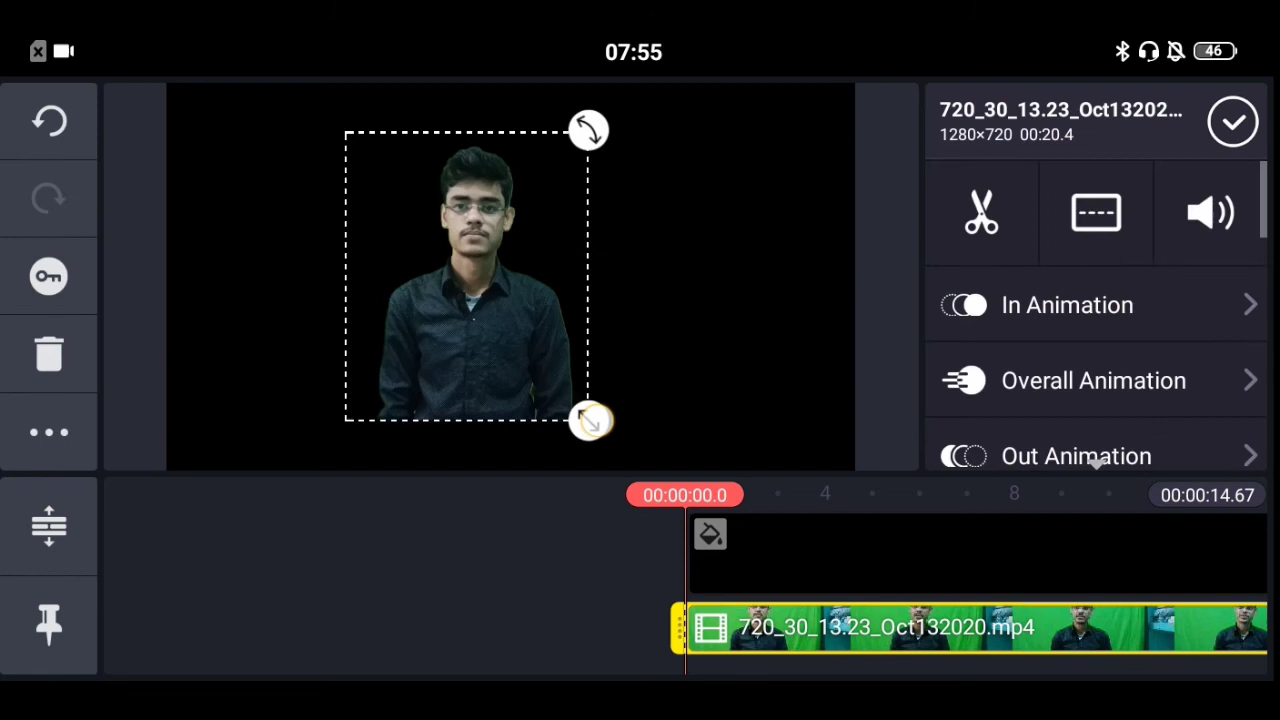 07:55
46
720_30_13.23_Oct13202...
1280×720 00:20.4
In Animation
Overall Animation
Out Animation
00:00:00.0
4
8
00:00:14.67
720_30_13.23_Oct132020.mp4